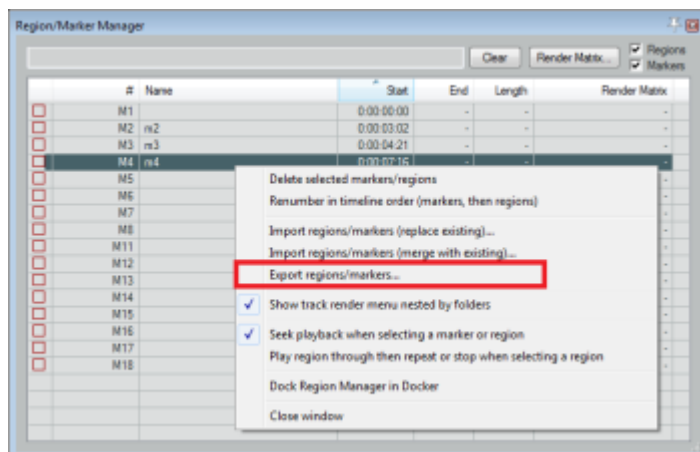 Region/Marker Manager
Clear
Render Matrix...
Regions
Markers
# Name Start End Length Render Matrix
M1 0:00:00:00 - - -
M2 m2 0:00:03:02 - - -
M3 m3 0:00:04:21 - - -
M4 m4 0:00:07:16 - - -
M5
M6
M7
M8
M11
M12
M13
M14
M15
M16
M17
M18
Delete selected markers/regions
Renumber in timeline order (markers, then regions)
Import regions/markers (replace existing)...
Import regions/markers (merge with existing)...
Export regions/markers...
Show track render menu nested by folders
Seek playback when selecting a marker or region
Play region through then repeat or stop when selecting a region
Dock Region Manager in Docker
Close window